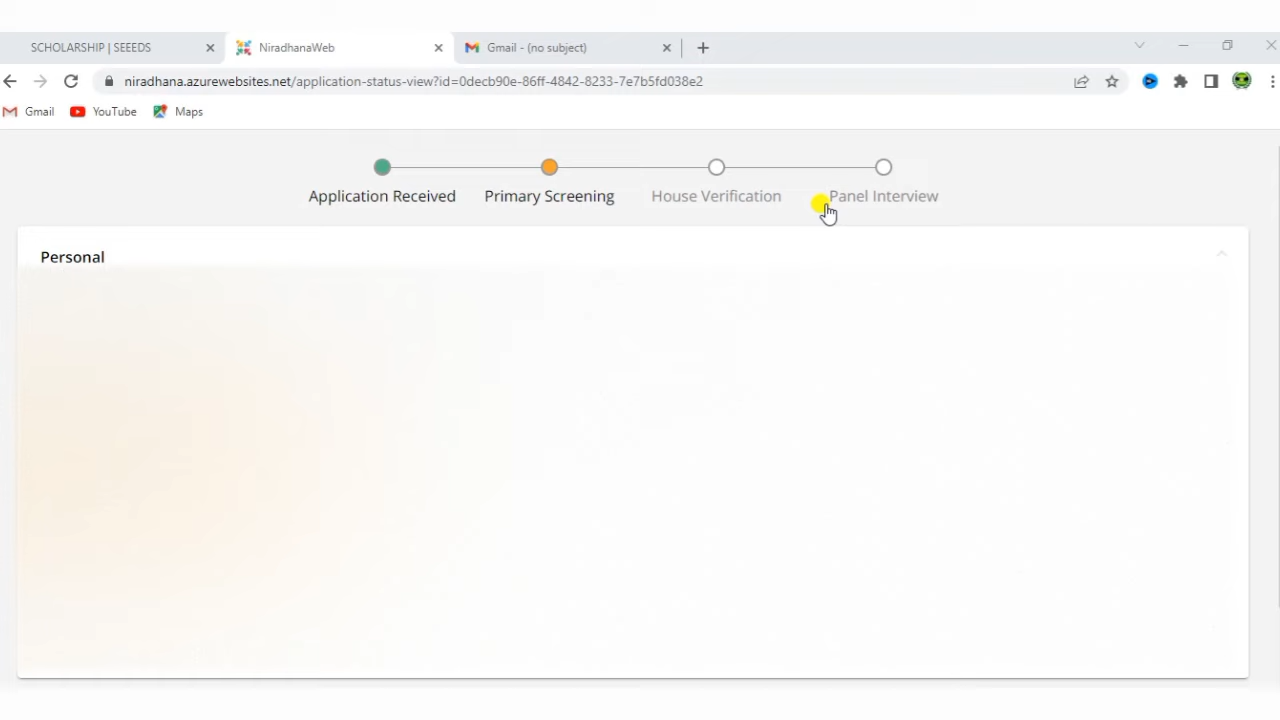 SCHOLARSHIP | SEEEDS
NiradhanaWeb
Gmail - (no subject)
niradhana.azurewebsites.net/application-status-view?id=0decb90e-86ff-4842-8233-7e7b5fd038e2
Gmail
YouTube
Maps
Application Received
Primary Screening
House Verification
Panel Interview
Personal